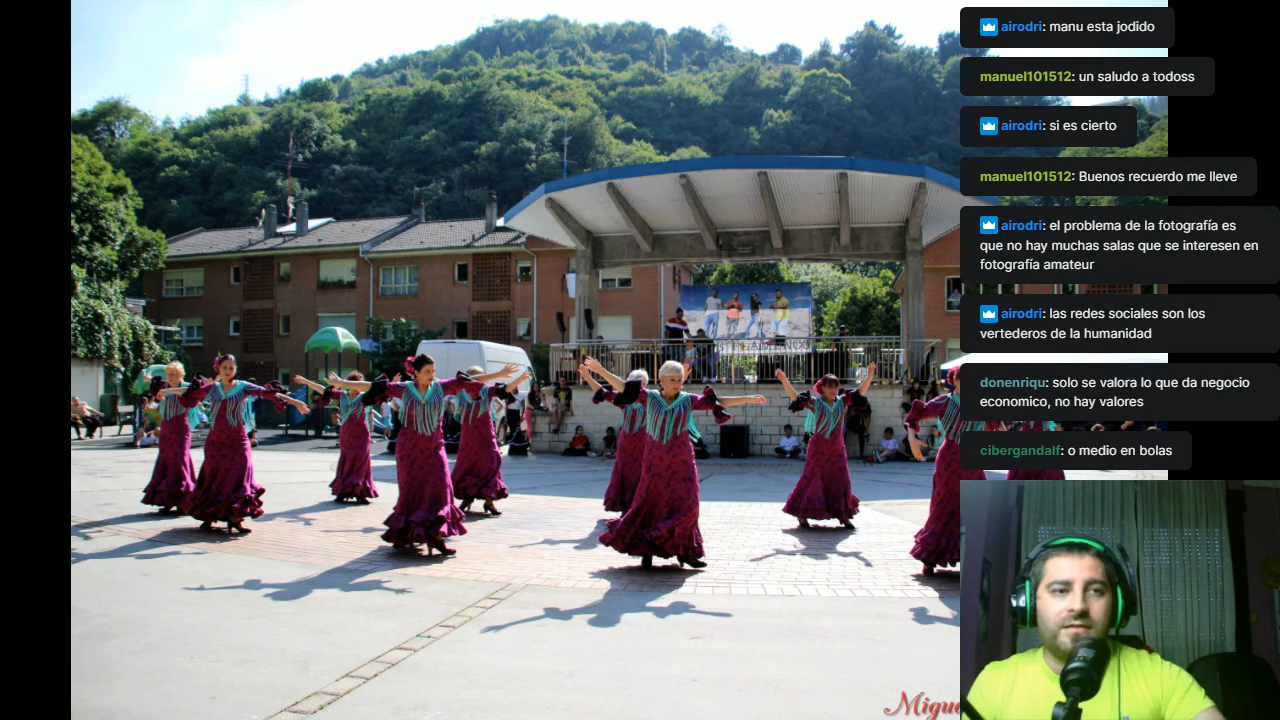 airodri: manu esta jodido
manuel101512: un saludo a todoss
airodri: si es cierto
manuel101512: Buenos recuerdo me lleve
airodri: el problema de la fotografía es
que no hay muchas salas que se interesen en
fotografía amateur
airodri: las redes sociales son los
vertederos de la humanidad
donenriqu: solo se valora lo que da negocio
economico, no hay valores
cibergandalf: o medio en bolas